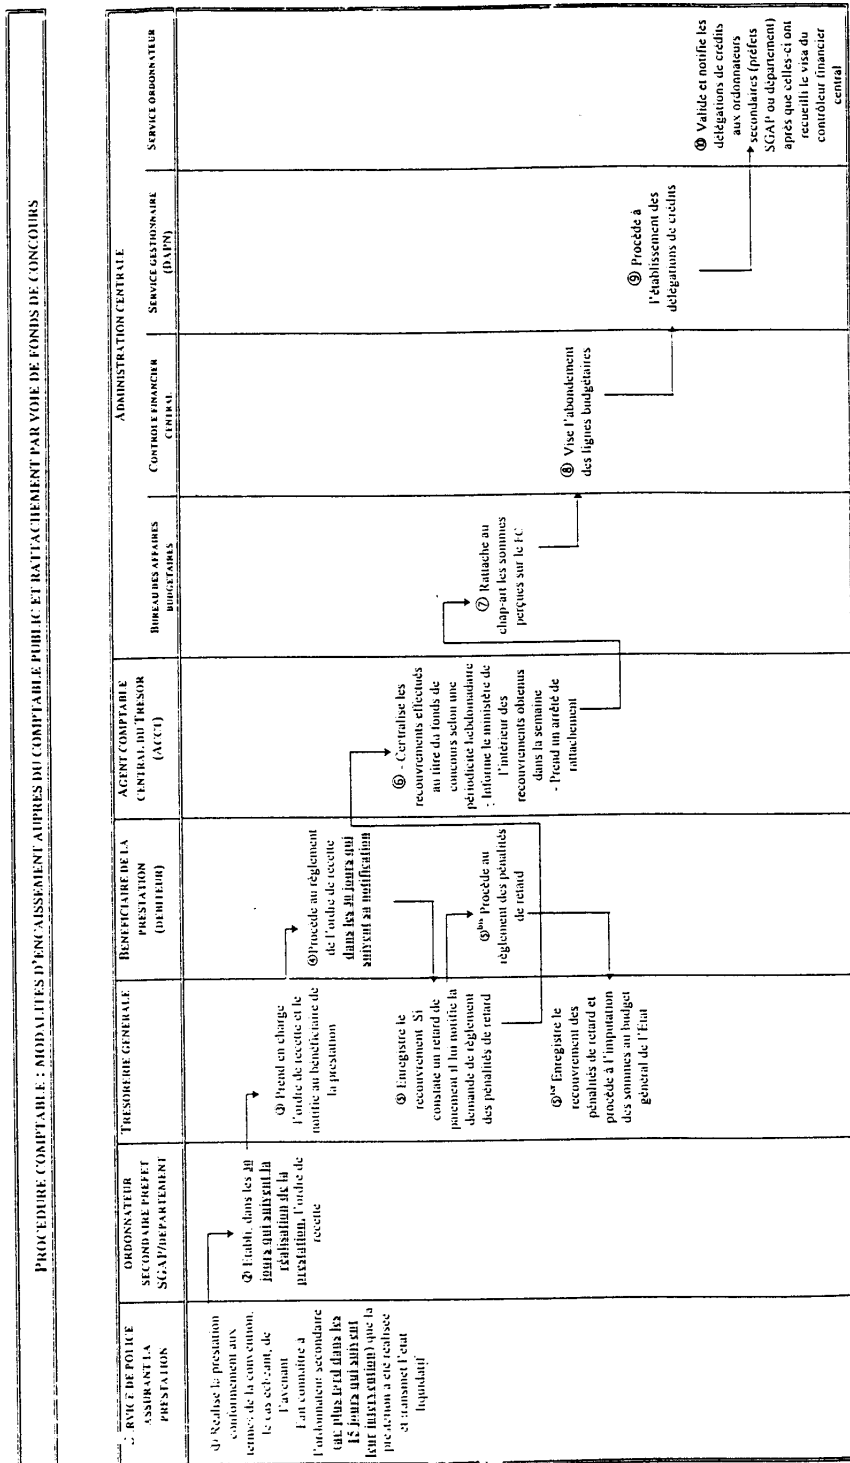 PROCEDURE COMPTABLE : MODALITES D'ENCAISSEMENT AUPRES DU COMPTABLE PUBLIC ET RATTACHEMENT PAR VOIE DE FONDS DE CONCOURS
SERVICE DE POLICE
ASSURANT LA
PRESTATION
ORDONNATEUR
SECONDAIRE PREFET
SGAP/DEPARTEMENT
TRESORERIE GENERALE
BENEFICIAIRE DE LA
PRESTATION
(DEBITEUR)
AGENT COMPTABLE
CENTRAL DU TRESOR
(ACCT)
ADMINISTRATION CENTRALE
BUREAU DES AFFAIRES
BUDGETAIRES
CONTROLE FINANCIER
CENTRAL
SERVICE GESTIONNAIRE
(DAPN)
SERVICE ORDONNATEUR
① Réalise la prestation
conformément aux
termes de la convention,
le cas échéant, de
l'avenant
Fait connaître à
l'ordonnateur secondaire
(au plus tard dans les
15 jours qui suivent
leur intervention) que la
prestation a été réalisée
et transmet l'état
liquidatif
② Etabli, dans les 30
jours qui suivent la
réalisation de la
prestation, l'ordre de
recette
③ Prend en charge
l'ordre de recette et le
notifie au bénéficiaire de
la prestation
④ Procède au règlement
de l'ordre de recette
dans les 30 jours qui
suivent sa notification
⑤ Enregistre le
recouvrement Si
constate un retard de
paiement il lui notifie la
demande de règlement
des pénalités de retard
⑤bis Procède au
règlement des pénalités
de retard
⑤ter Enregistre le
recouvrement des
pénalités de retard et
procède à l'imputation
des sommes au budget
général de l'Etat
⑥ - Centralise les
recouvrements effectués
au titre du fonds de
concours selon une
périodicité hebdomadaire
- Informe le ministère de
l'intérieur des
recouvrements obtenus
dans la semaine
- Prend un arrêté de
rattachement
⑦ Rattache au
chap-art les sommes
perçues sur le FC
⑧ Vise l'abondement
des lignes budgétaires
⑨ Procède à
l'établissement des
délégations de crédits
⑩ Valide et notifie les
délégations de crédits
aux ordonnateurs
secondaires (préfets
SGAP ou département)
après que celles-ci ont
recueilli le visa du
contrôleur financier
central